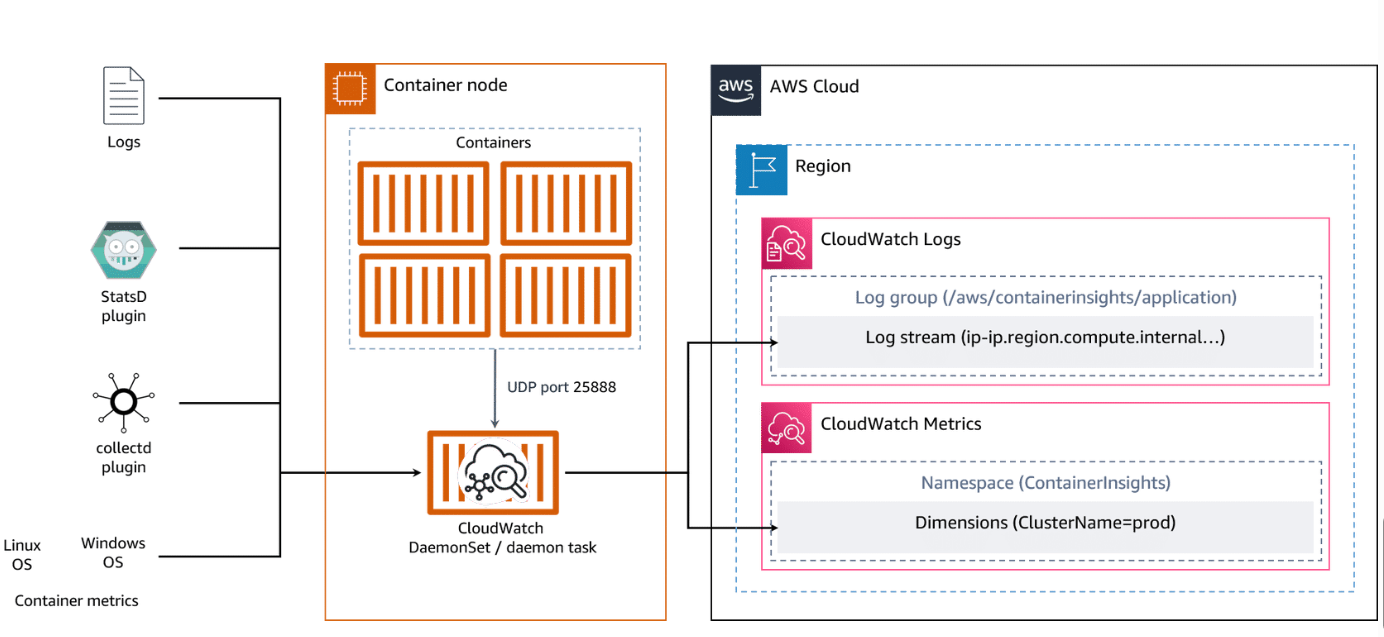 Logs
StatsD
plugin
collectd
plugin
Linux
OS
Windows
OS
Container metrics
Container node
Containers
UDP port 25888
CloudWatch
DaemonSet / daemon task
aws
AWS Cloud
Region
CloudWatch Logs
Log group (/aws/containerinsights/application)
Log stream (ip-ip.region.compute.internal...)
CloudWatch Metrics
Namespace (ContainerInsights)
Dimensions (ClusterName=prod)